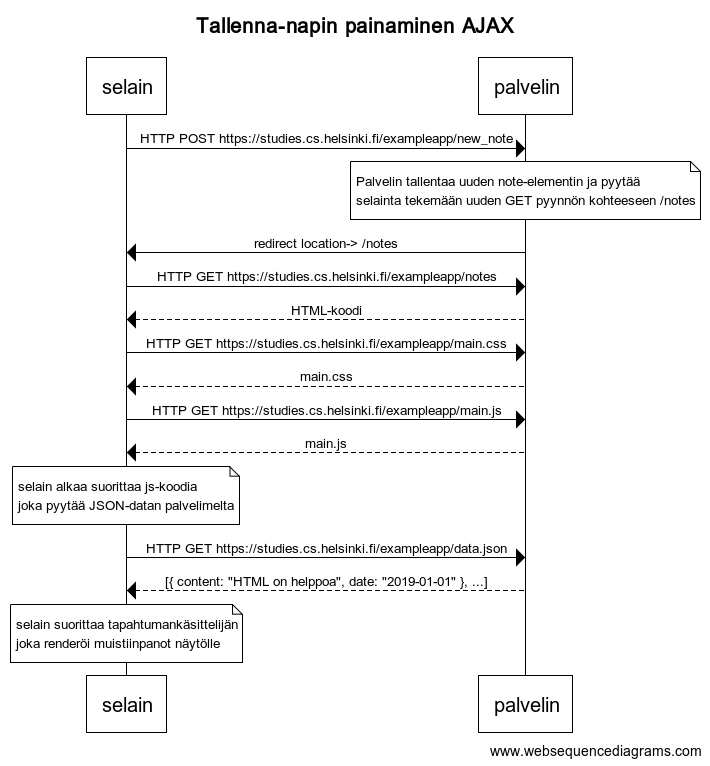 Tallenna-napin painaminen AJAX
selain
palvelin
HTTP POST https://studies.cs.helsinki.fi/exampleapp/new_note
Palvelin tallentaa uuden note-elementin ja pyytää
selainta tekemään uuden GET pyynnön kohteeseen /notes
redirect location-> /notes
HTTP GET https://studies.cs.helsinki.fi/exampleapp/notes
HTML-koodi
HTTP GET https://studies.cs.helsinki.fi/exampleapp/main.css
main.css
HTTP GET https://studies.cs.helsinki.fi/exampleapp/main.js
main.js
selain alkaa suorittaa js-koodia
joka pyytää JSON-datan palvelimelta
HTTP GET https://studies.cs.helsinki.fi/exampleapp/data.json
[{ content: "HTML on helppoa", date: "2019-01-01" }, ...]
selain suorittaa tapahtumankäsittelijän
joka renderöi muistiinpanot näytölle
selain
palvelin
www.websequencediagrams.com